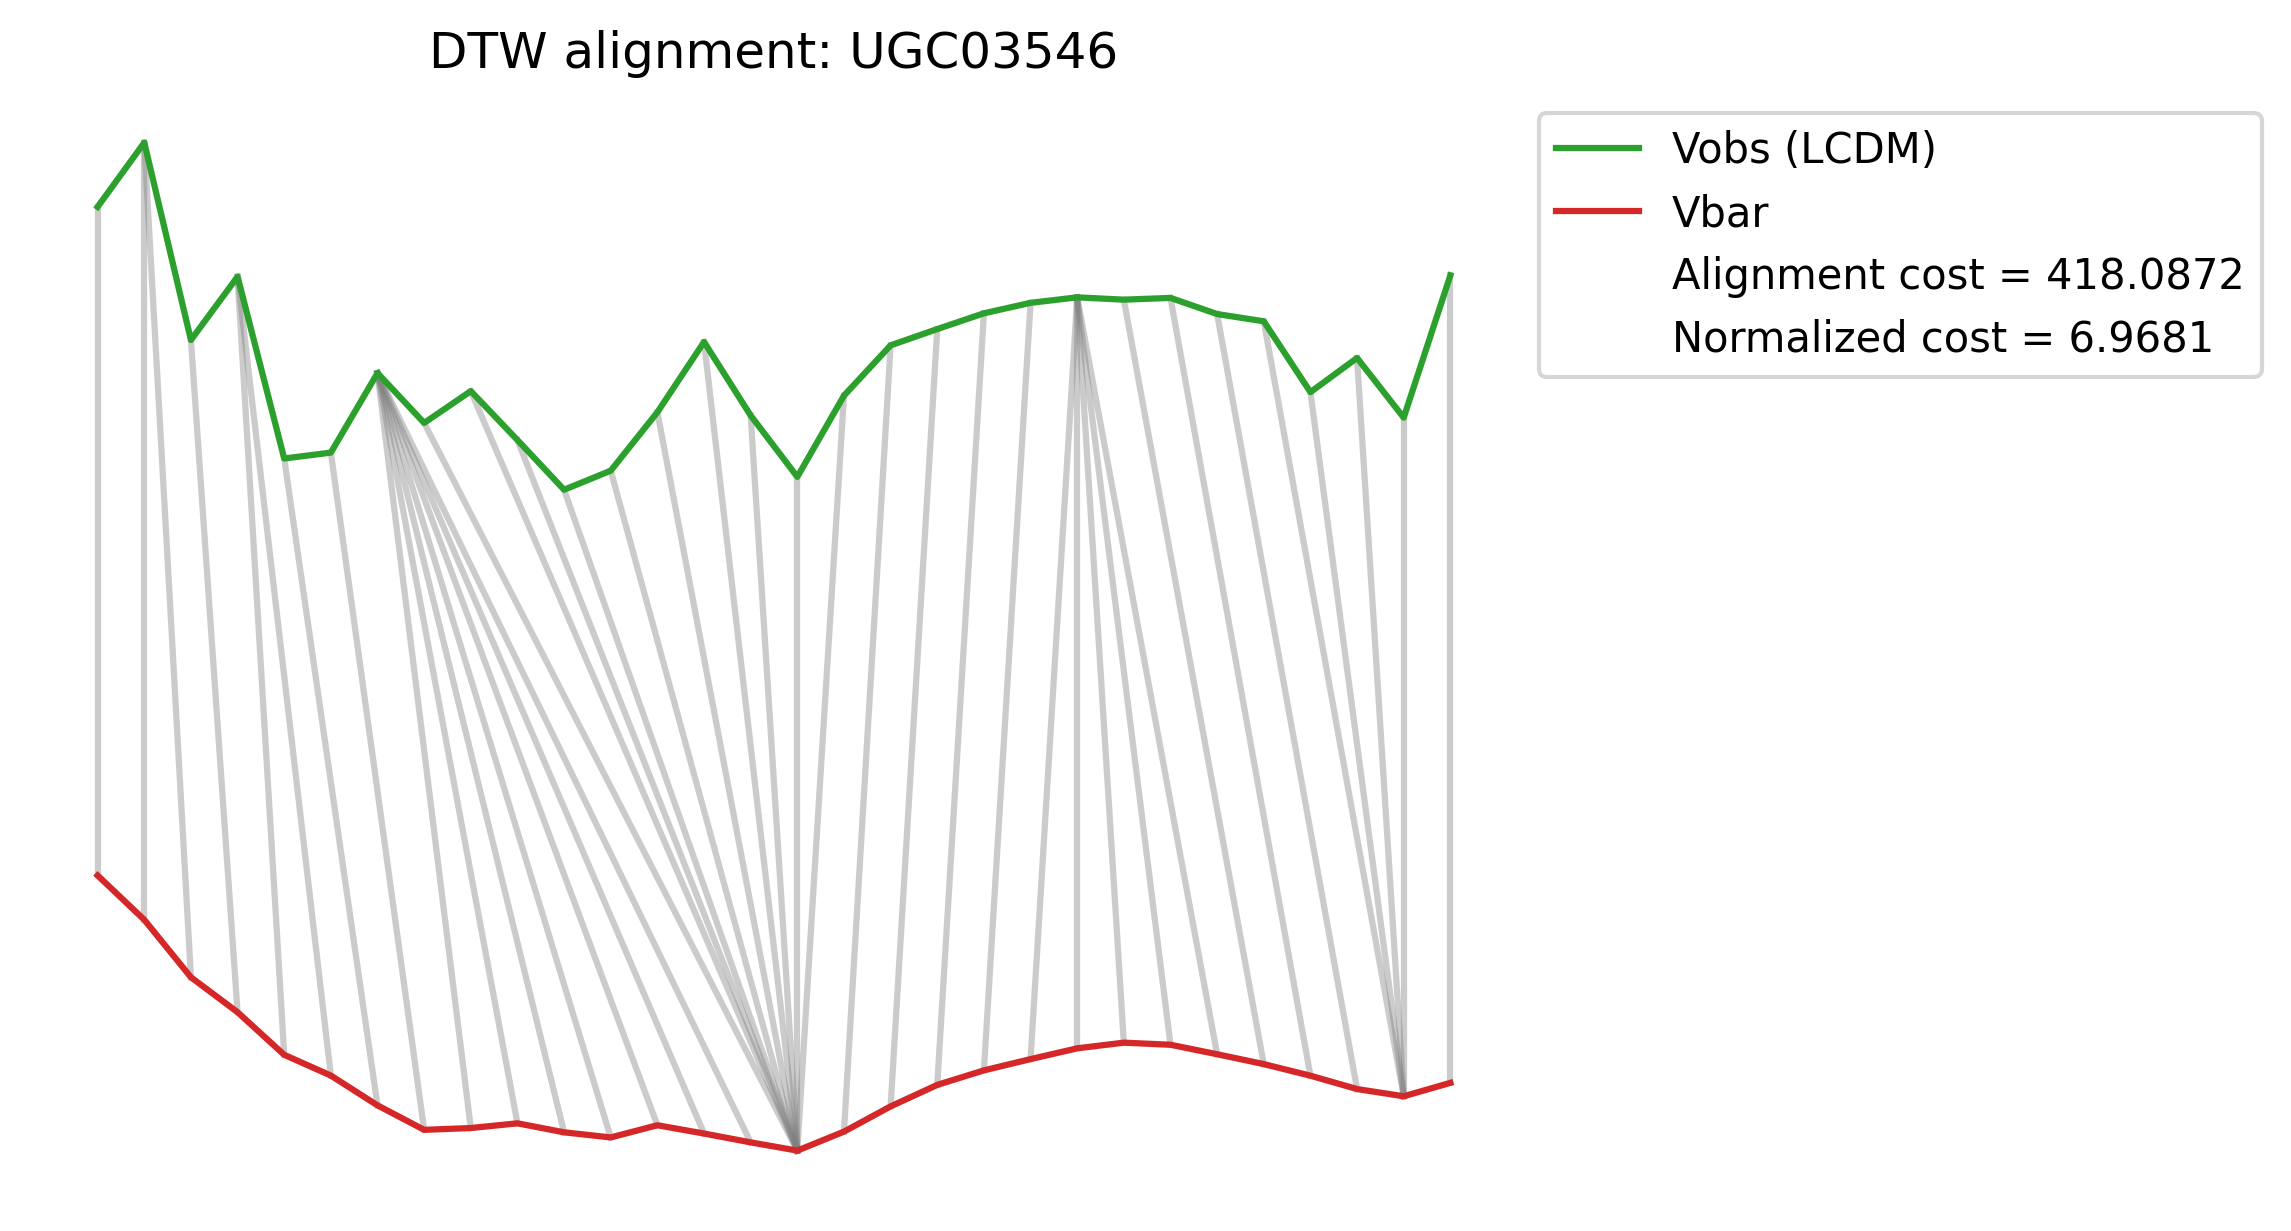 DTW alignment: UGC03546
Vobs (LCDM)
Vbar
Alignment cost = 418.0872
Normalized cost = 6.9681